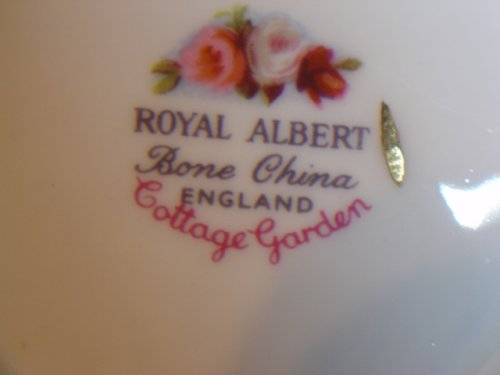 ROYAL ALBERT
Bone China
ENGLAND
Cottage Garden